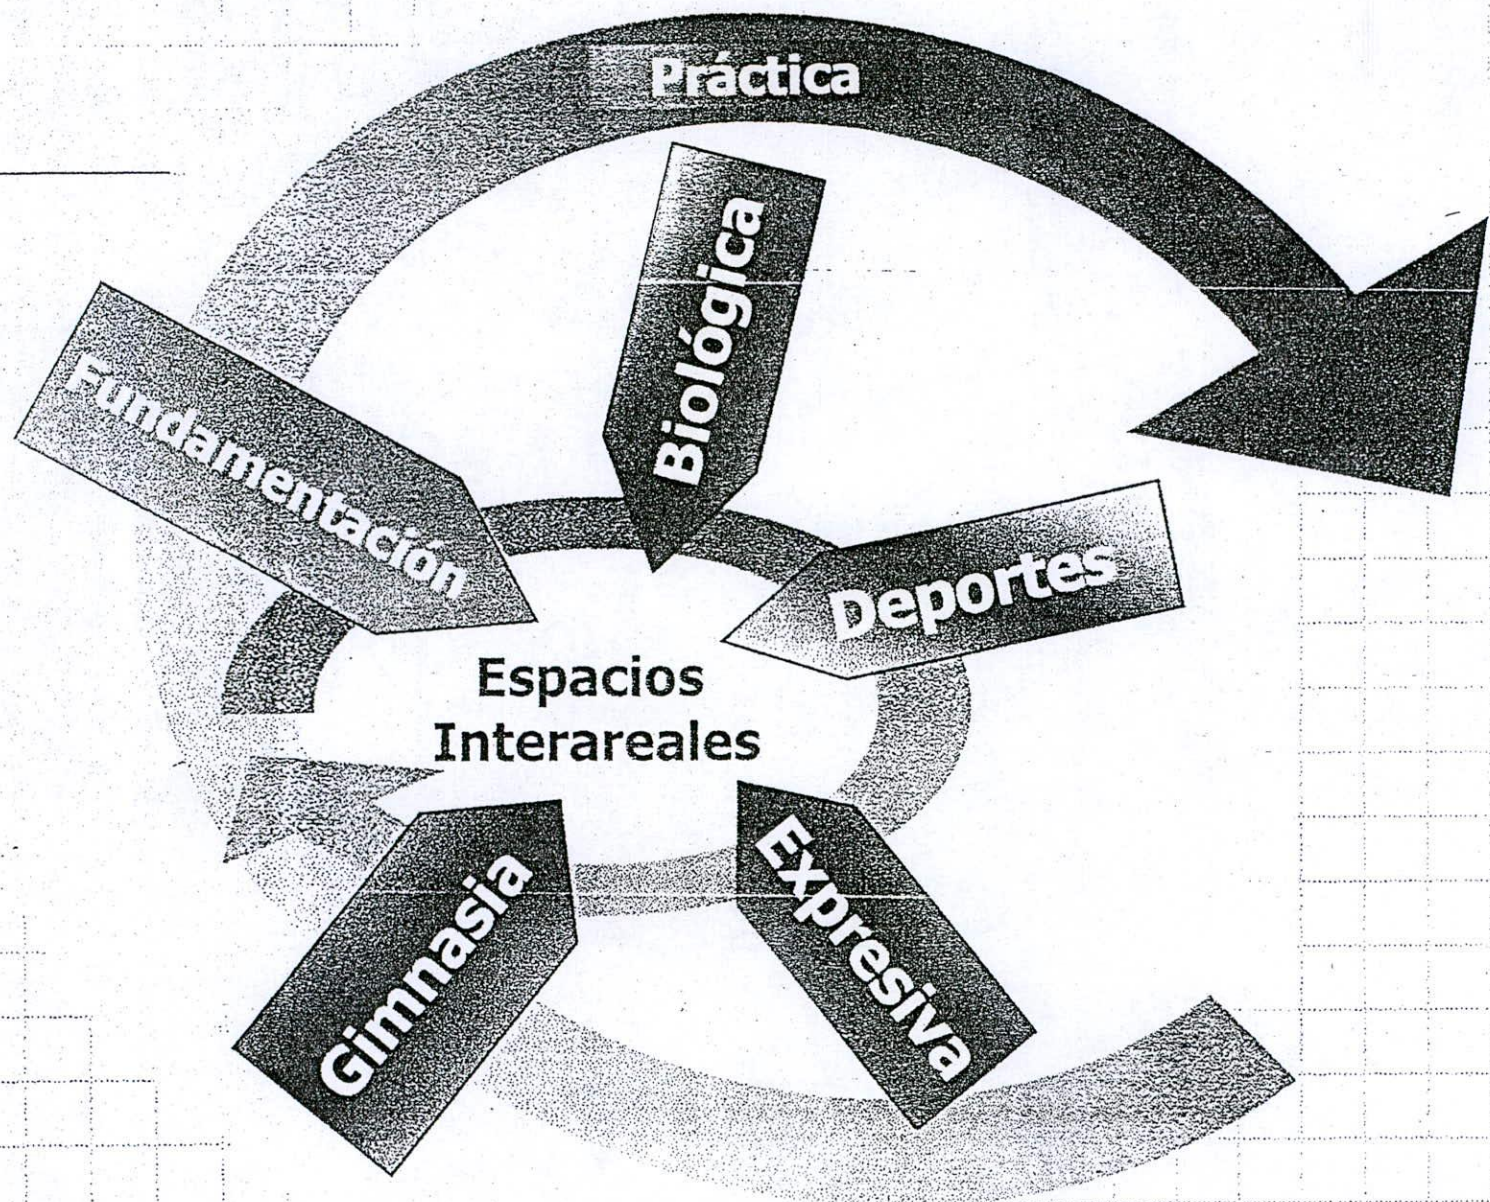 Práctica
Biológica
Fundamentación
Deportes
Espacios
Interareales
Gimnasia
Expresiva